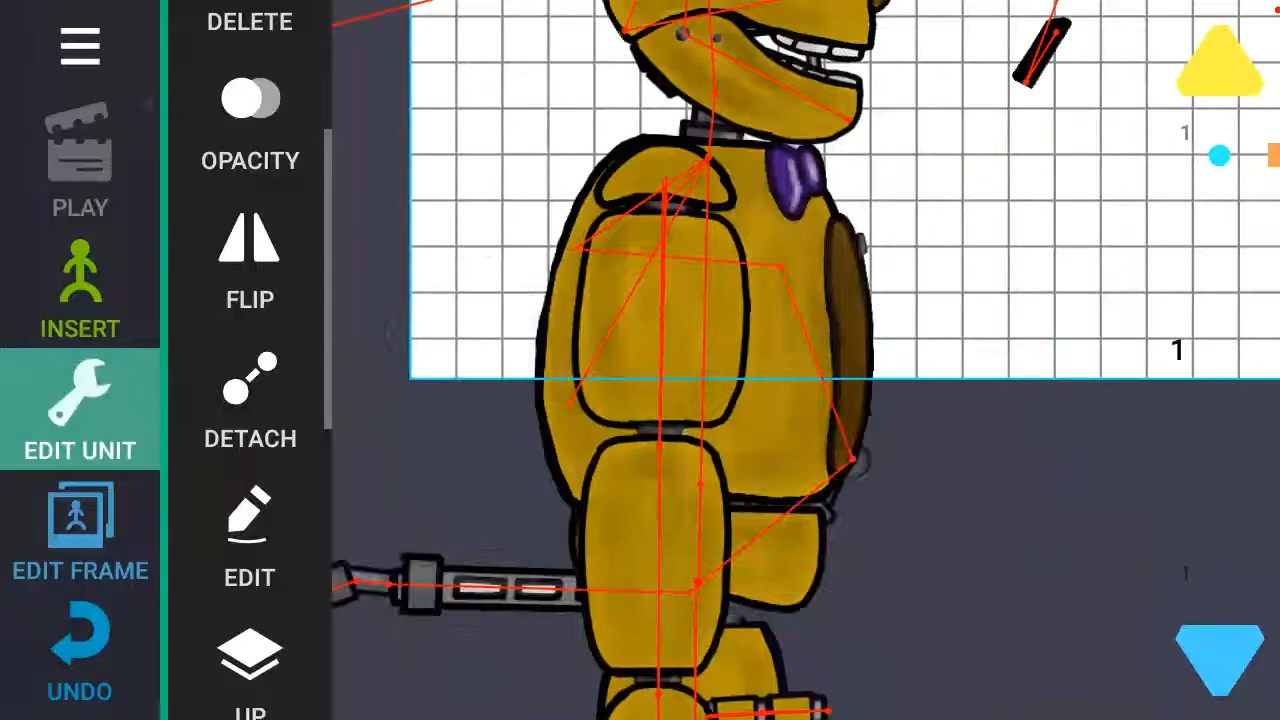 DELETE
OPACITY
PLAY
FLIP
INSERT
DETACH
EDIT UNIT
EDIT
EDIT FRAME
UNDO
UP
1
1
1